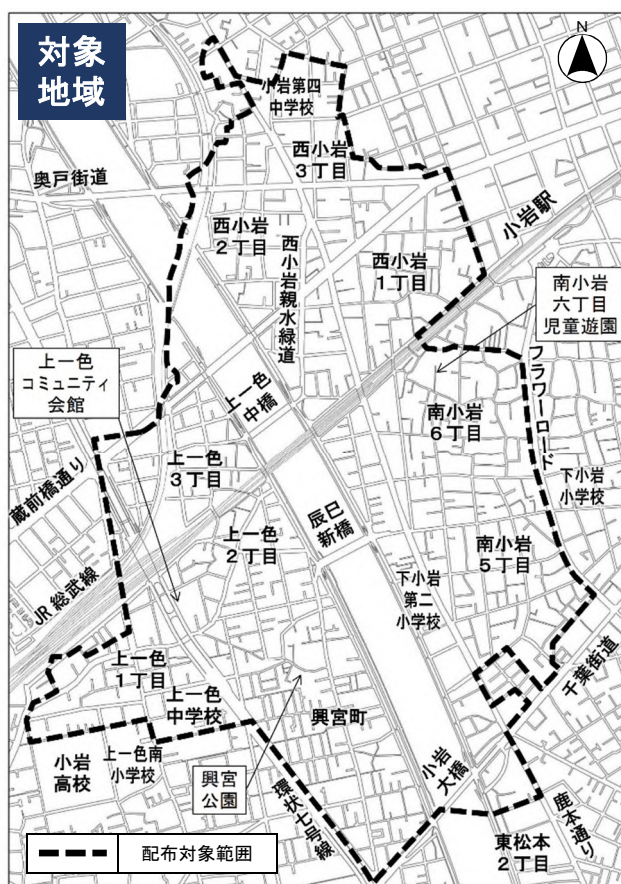 対象
地域
N
小岩第四
中学校
西小岩
3丁目
奥戸街道
西小岩
2丁目
西小岩親水緑道
西小岩
1丁目
小岩駅
南小岩
六丁目
児童遊園
上一色
コミュニティ
会館
上一色
中橋
フラワーロード
南小岩
6丁目
下小岩
小学校
蔵前橋通り
上一色
3丁目
辰巳
新橋
上一色
2丁目
南小岩
5丁目
JR総武線
下小岩
第二
小学校
千葉街道
上一色
1丁目
上一色
中学校
興宮町
小岩
高校
上一色南
小学校
興宮
公園
環状七号線
小岩
大橋
鹿本通り
東松本
2丁目
配布対象範囲